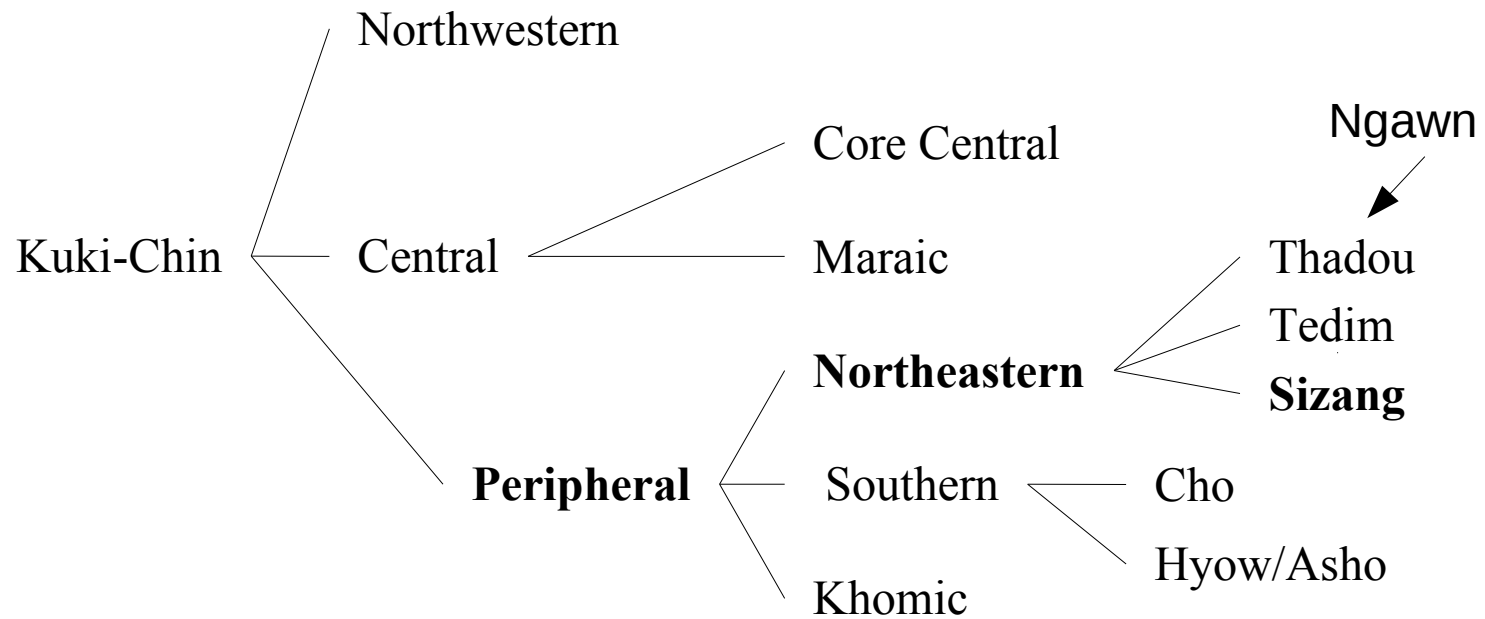 Northwestern
Ngawn
Core Central
Kuki-Chin
Central
Maraic
Thadou
Tedim
Northeastern
Sizang
Peripheral
Southern
Cho
Hyow/Asho
Khomic